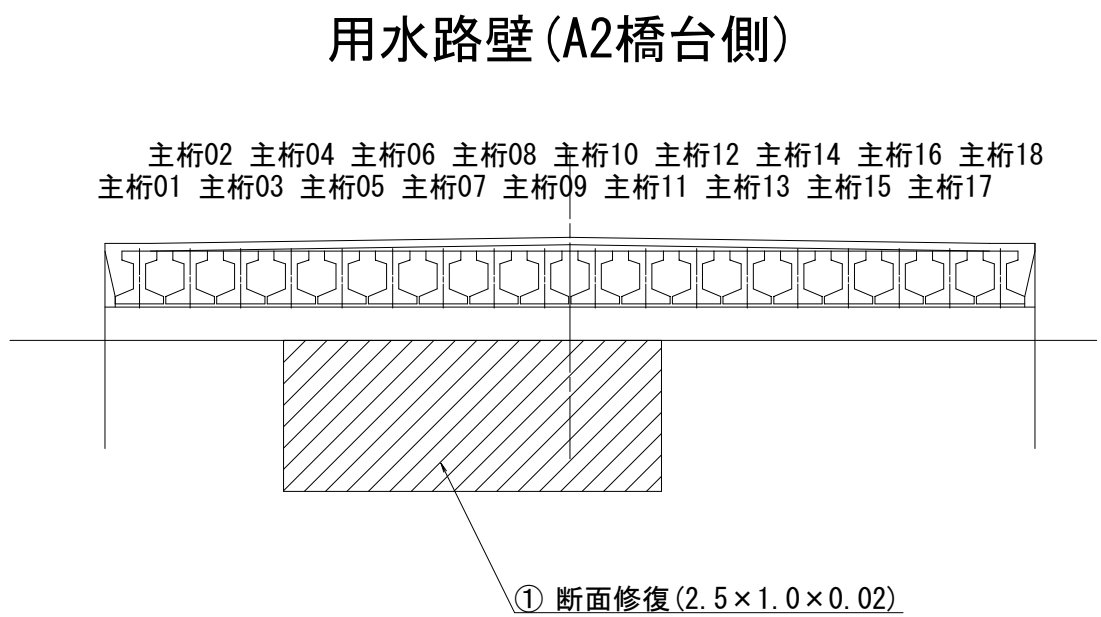 用水路壁(A2橋台側)
主桁02 主桁04 主桁06 主桁08 主桁10 主桁12 主桁14 主桁16 主桁18
主桁01 主桁03 主桁05 主桁07 主桁09 主桁11 主桁13 主桁15 主桁17
① 断面修復(2.5×1.0×0.02)